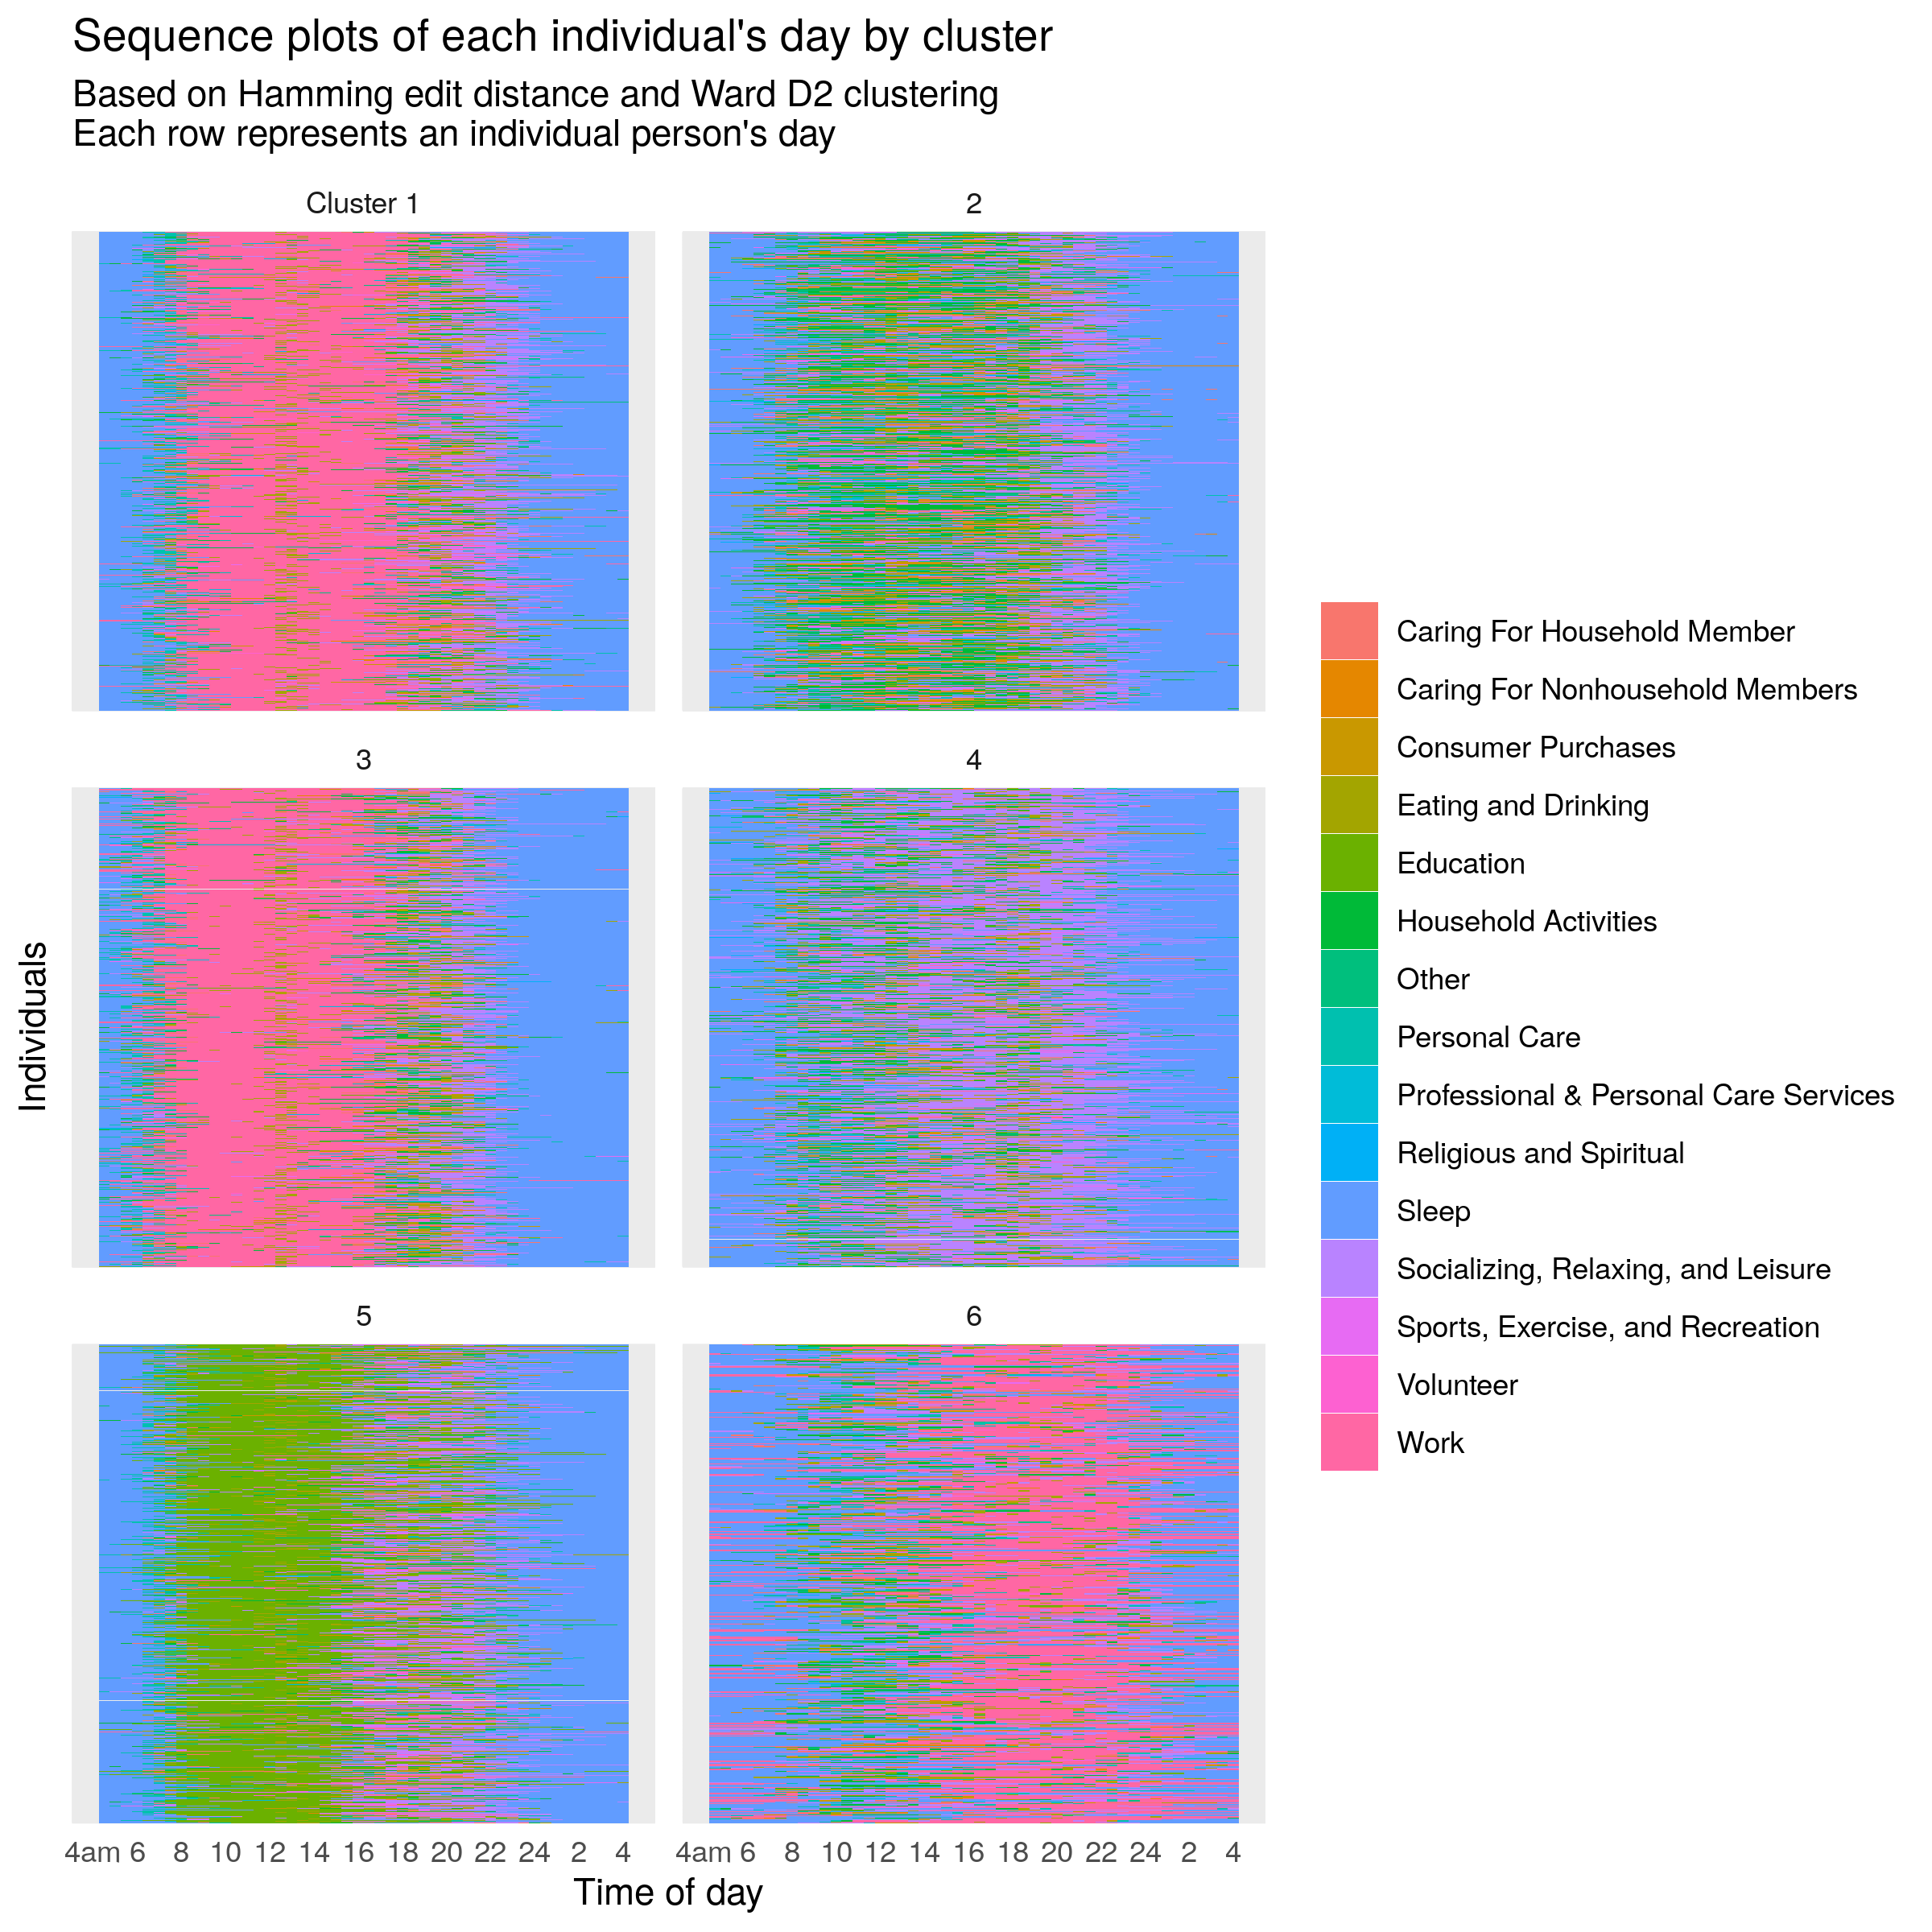 Sequence plots of each individual's day by cluster
Based on Hamming edit distance and Ward D2 clustering
Each row represents an individual person's day
Cluster 1
2
3
4
5
6
Individuals
4am 6 8 10 12 14 16 18 20 22 24 2 4
4am 6 8 10 12 14 16 18 20 22 24 2 4
Time of day
Caring For Household Member
Caring For Nonhousehold Members
Consumer Purchases
Eating and Drinking
Education
Household Activities
Other
Personal Care
Professional & Personal Care Services
Religious and Spiritual
Sleep
Socializing, Relaxing, and Leisure
Sports, Exercise, and Recreation
Volunteer
Work